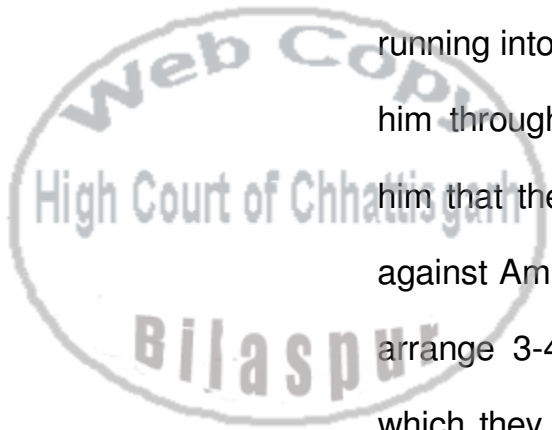 Web Copy
High Court of Chhattisgarh
Bilaspur
running into
him through
him that the
against Am
arrange 3-4
which they